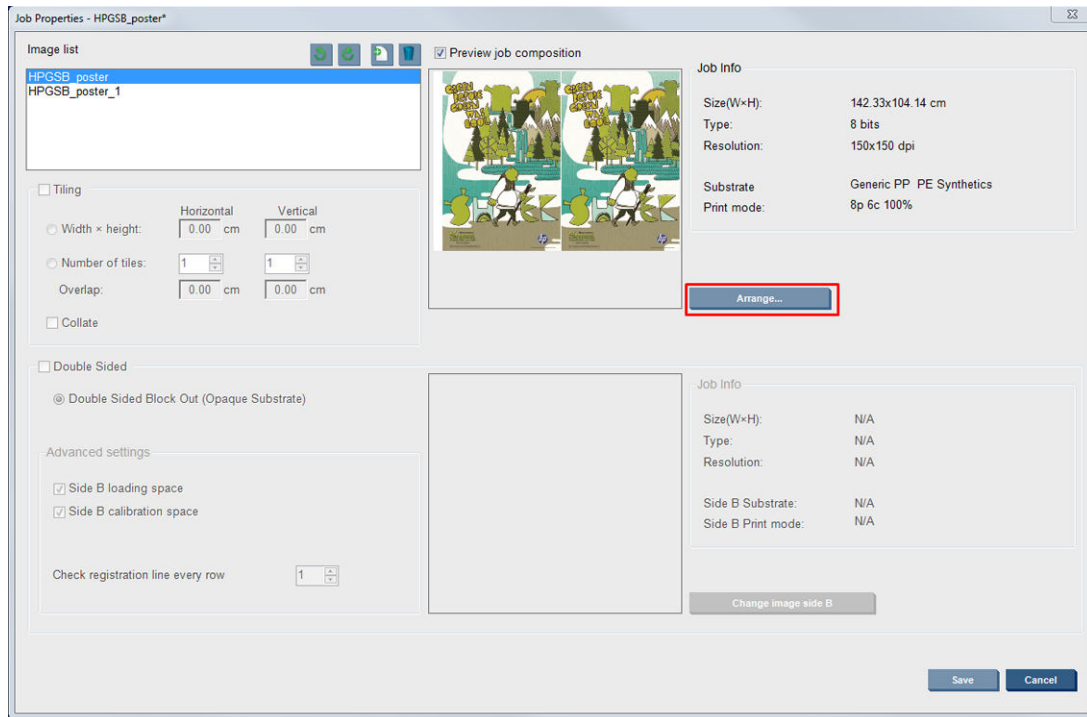 Job Properties - HPGSB_poster*
Image list
HPGSB_poster
HPGSB_poster_1
Tiling
Horizontal Vertical
Width × height: 0.00 cm 0.00 cm
Number of tiles: 1 1
Overlap: 0.00 cm 0.00 cm
Collate
Preview job composition
Job Info
Size(W×H): 142.33x104.14 cm
Type: 8 bits
Resolution: 150x150 dpi
Substrate Generic PP PE Synthetics
Print mode: 8p 6c 100%
Arrange...
Double Sided
Double Sided Block Out (Opaque Substrate)
Advanced settings
Side B loading space
Side B calibration space
Check registration line every row 1
Job Info
Size(W×H): N/A
Type: N/A
Resolution: N/A
Side B Substrate: N/A
Side B Print mode: N/A
Change image side B
Save Cancel